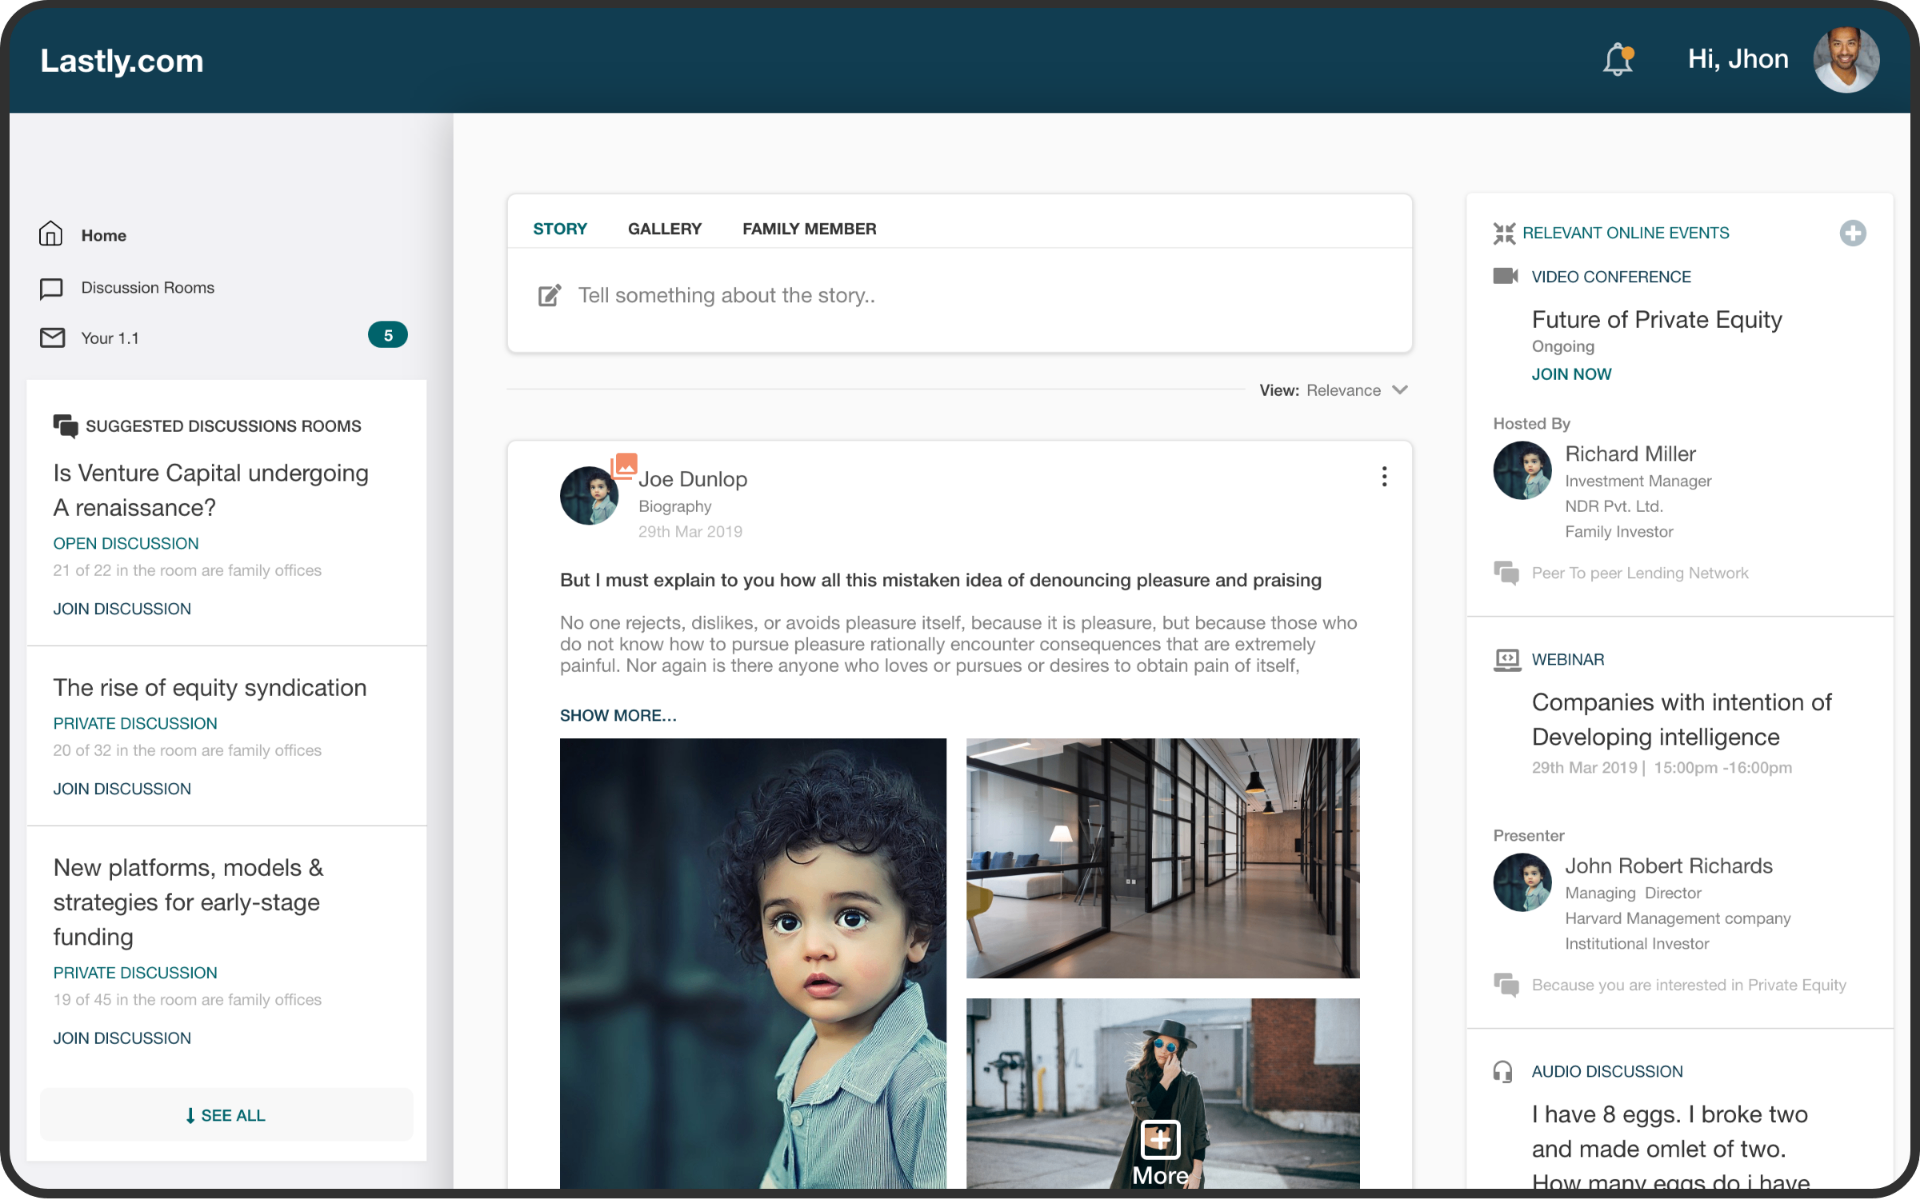 Lastly.com
Hi, Jhon
Home
Discussion Rooms
Your 1.1
5
SUGGESTED DISCUSSIONS ROOMS
Is Venture Capital undergoing
A renaissance?
OPEN DISCUSSION
21 of 22 in the room are family offices
JOIN DISCUSSION
The rise of equity syndication
PRIVATE DISCUSSION
20 of 32 in the room are family offices
JOIN DISCUSSION
New platforms, models &
strategies for early-stage
funding
PRIVATE DISCUSSION
19 of 45 in the room are family offices
JOIN DISCUSSION
SEE ALL
STORY GALLERY FAMILY MEMBER
Tell something about the story..
View: Relevance
Joe Dunlop
Biography
29th Mar 2019
But I must explain to you how all this mistaken idea of denouncing pleasure and praising
No one rejects, dislikes, or avoids pleasure itself, because it is pleasure, but because those who
do not know how to pursue pleasure rationally encounter consequences that are extremely
painful. Nor again is there anyone who loves or pursues or desires to obtain pain of itself,
SHOW MORE...
More
RELEVANT ONLINE EVENTS
VIDEO CONFERENCE
Future of Private Equity
Ongoing
JOIN NOW
Hosted By
Richard Miller
Investment Manager
NDR Pvt. Ltd.
Family Investor
Peer To peer Lending Network
WEBINAR
Companies with intention of
Developing intelligence
29th Mar 2019 | 15:00pm -16:00pm
Presenter
John Robert Richards
Managing Director
Harvard Management company
Institutional Investor
Because you are interested in Private Equity
AUDIO DISCUSSION
I have 8 eggs. I broke two
and made omlet of two.
How many eggs do i have